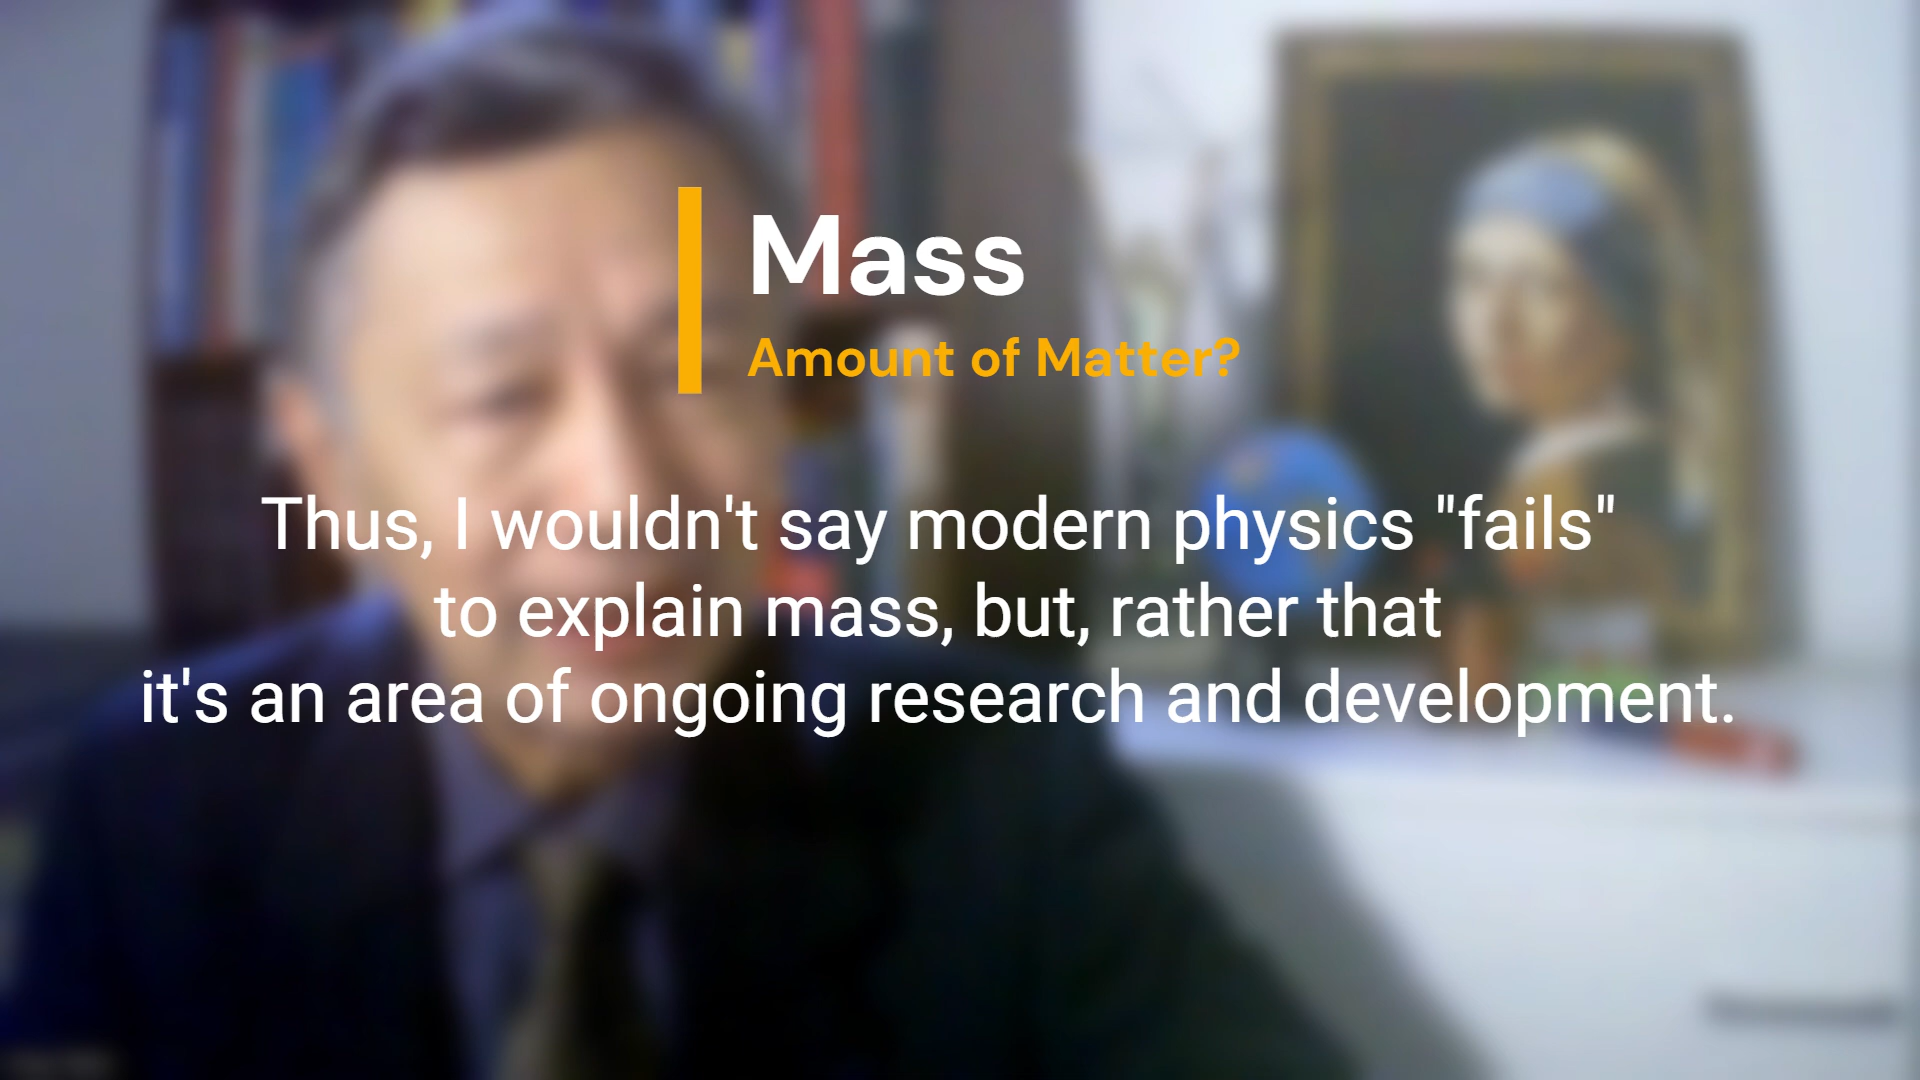 Mass
Amount of Matter?
Thus, I wouldn't say modern physics "fails"
to explain mass, but, rather that
it's an area of ongoing research and development.